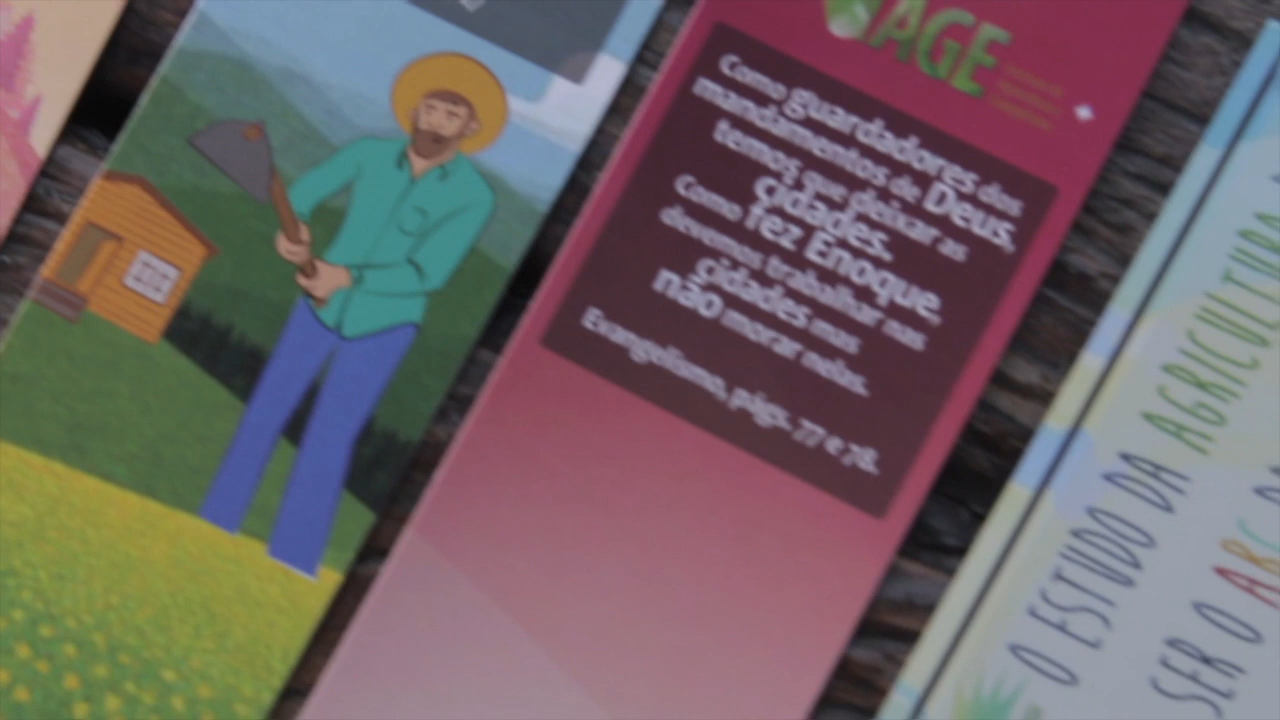 AGE
Como guardadores dos
mandamentos de Deus,
temos que deixar as
cidades.
Como fez Enoque,
devemos trabalhar nas
cidades mas
não morar nelas.
Evangelismo, págs. 77 e 78.
O ESTUDO DA AGRICULTURA
SER O ABC